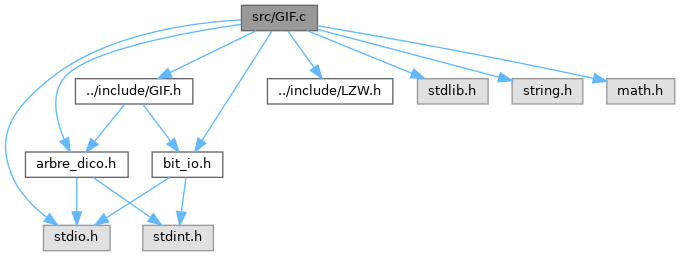 src/GIF.c
../include/GIF.h
../include/LZW.h
stdlib.h
string.h
math.h
arbre_dico.h
bit_io.h
stdio.h
stdint.h